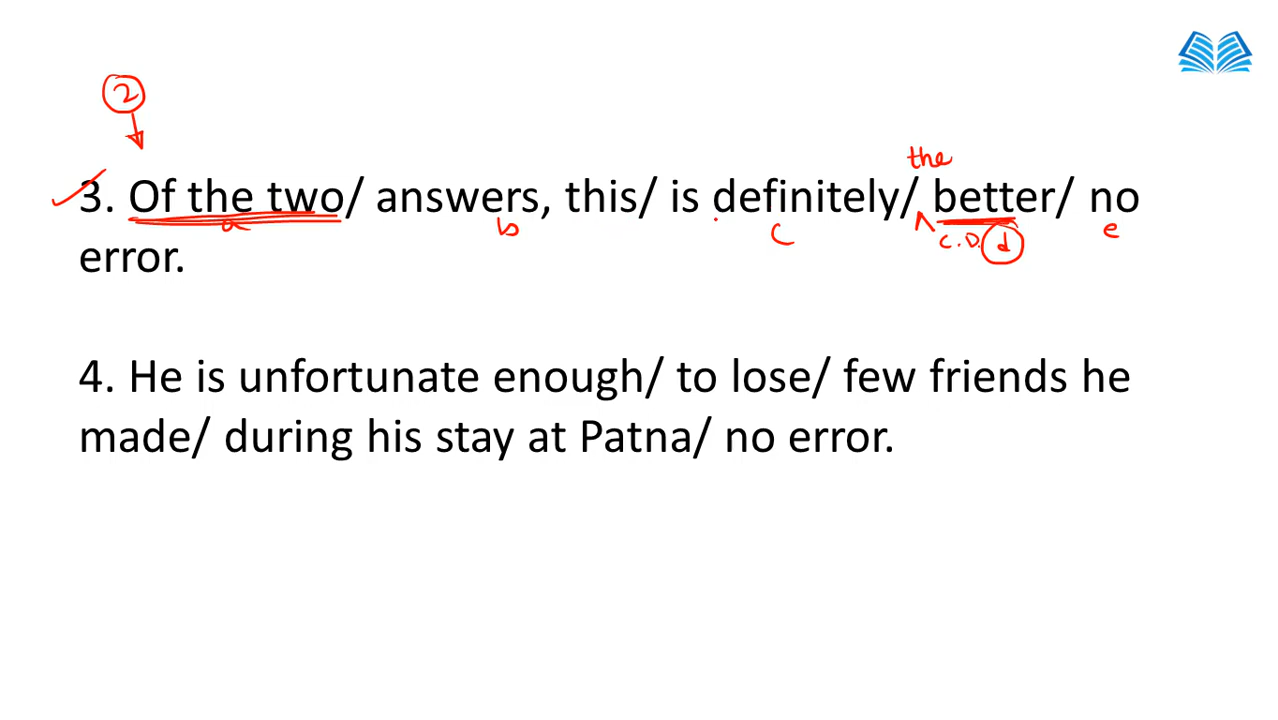 2
the
3. Of the two/ answers, this/ is definitely/ better/ no
a b c C.D. d e
error.
4. He is unfortunate enough/ to lose/ few friends he
made/ during his stay at Patna/ no error.